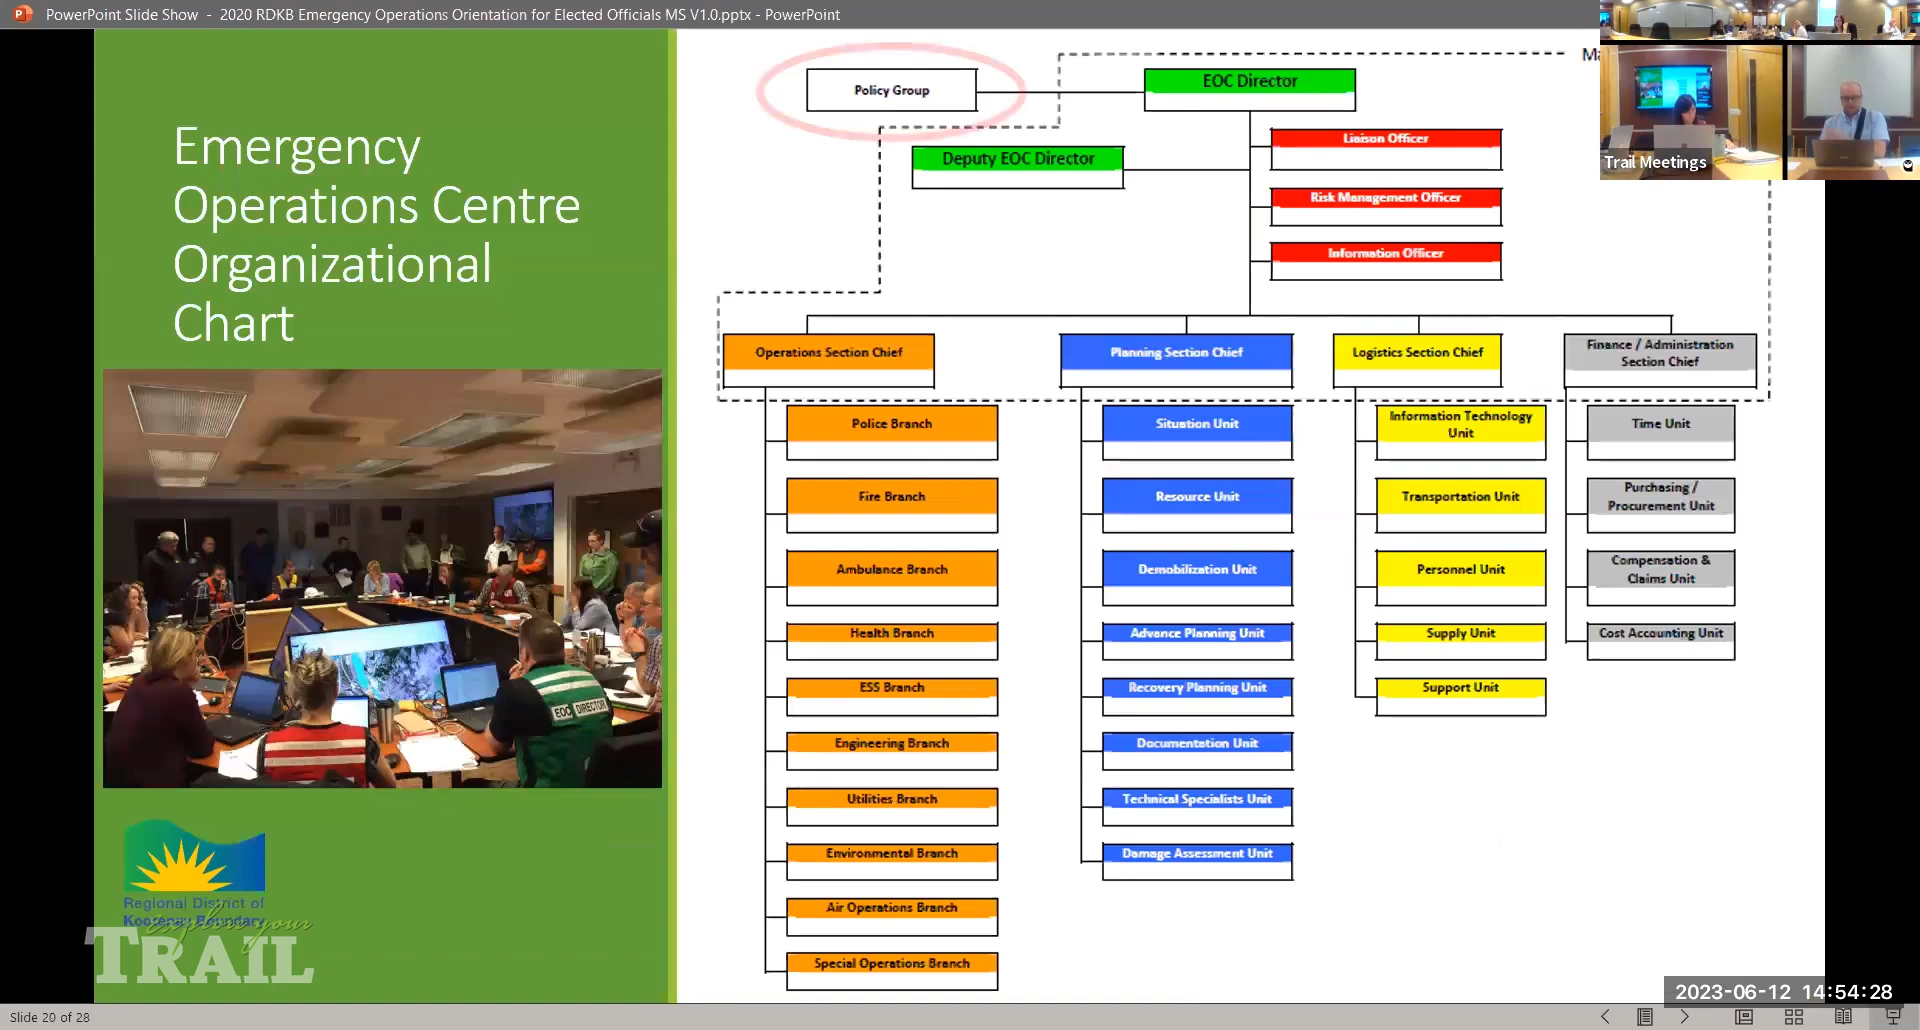 PowerPoint Slide Show - 2020 RDKB Emergency Operations Orientation for Elected Officials MS V1.0.pptx - PowerPoint
Emergency
Operations Centre
Organizational
Chart
EOC DIRECTOR
Regional District of
Kootenay Boundary
explore your
TRAIL
Policy Group
EOC Director
Ma
Deputy EOC Director
Liaison Officer
Risk Management Officer
Information Officer
Operations Section Chief
Planning Section Chief
Logistics Section Chief
Finance / Administration
Section Chief
Police Branch
Fire Branch
Ambulance Branch
Health Branch
ESS Branch
Engineering Branch
Utilities Branch
Environmental Branch
Air Operations Branch
Special Operations Branch
Situation Unit
Resource Unit
Demobilization Unit
Advance Planning Unit
Recovery Planning Unit
Documentation Unit
Technical Specialists Unit
Damage Assessment Unit
Information Technology
Unit
Transportation Unit
Personnel Unit
Supply Unit
Support Unit
Time Unit
Purchasing /
Procurement Unit
Compensation &
Claims Unit
Cost Accounting Unit
Trail Meetings
2023-06-12 14:54:28
Slide 20 of 28